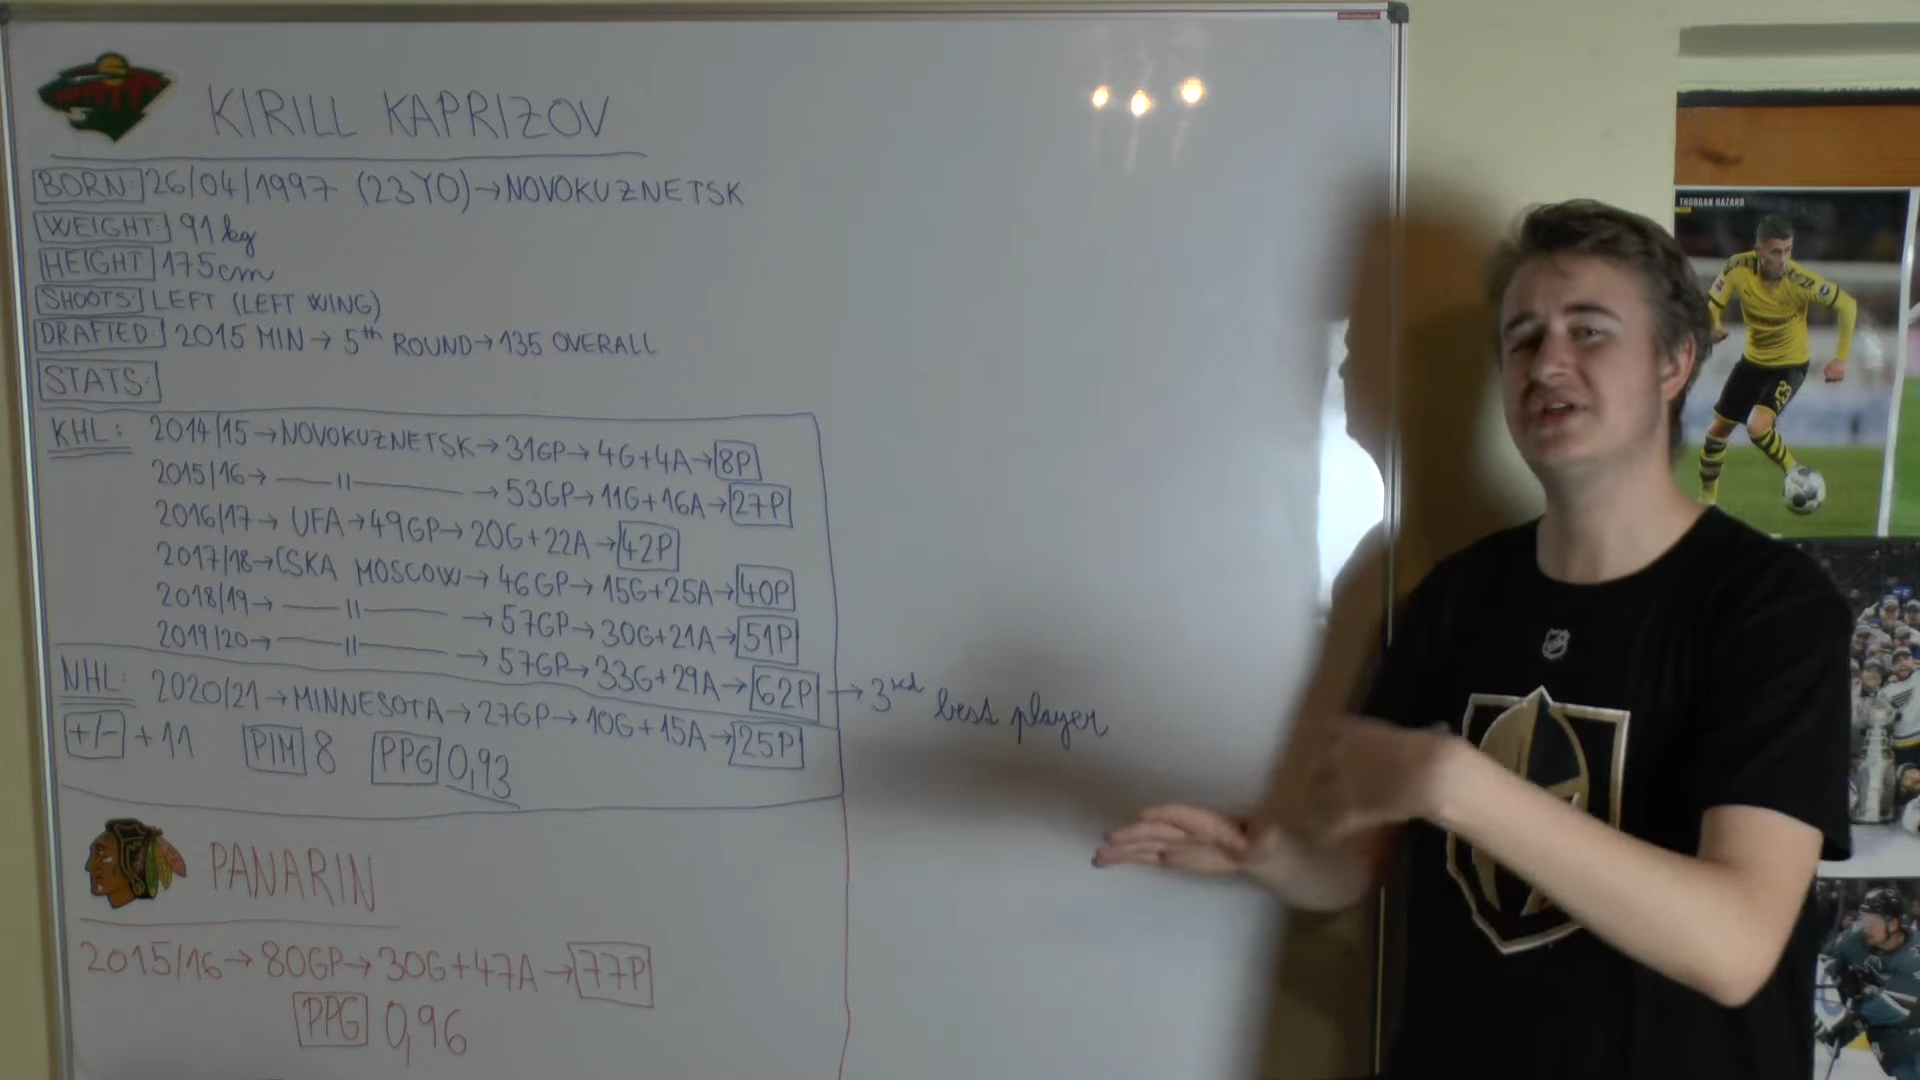 KIRILL KAPRIZOV
BORN: 26/04/1997 (23YO)→NOVOKUZNETSK
WEIGHT: 91 kg
HEIGHT 175cm
SHOOTS: LEFT (LEFT WING)
DRAFTED: 2015 MIN → 5th ROUND→135 OVERALL
STATS:
KHL: 2014/15→NOVOKUZNETSK→31GP→4G+4A→8P
2015/16→ —— II —— →53GP→11G+16A→27P
2016/17→ UFA→49GP→20G+22A→42P
2017/18→CSKA MOSCOW→46GP→15G+25A→40P
2018/19→ —— II —— →57GP→30G+21A→51P
2019/20→ —— II —— →57GP→33G+29A→62P→3rd best player
NHL: 2020/21→MINNESOTA→27GP→10G+15A→25P
+/- +11 PIM 8 PPG 0,93
PANARIN
2015/16→80GP→30G+47A→77P
PPG 0,96
THORGAN HAZARD
23